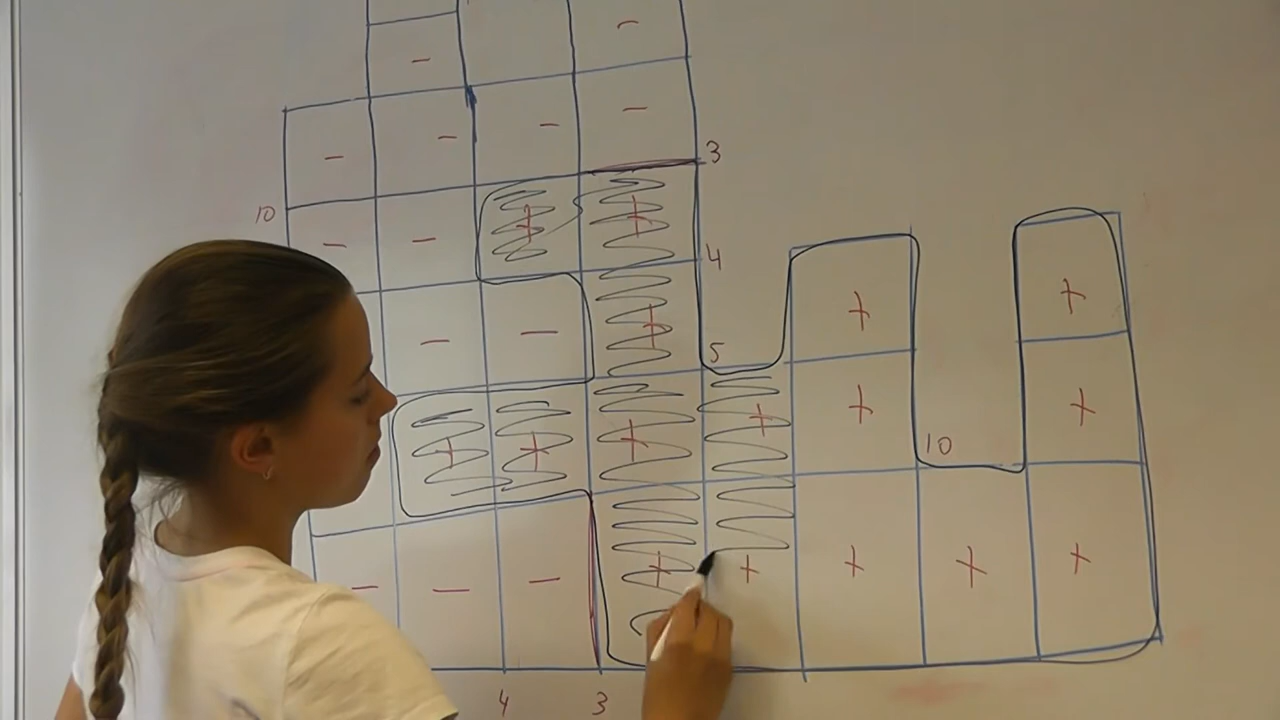 −
−
− − − − 3
10 − − + + 4
− − + 5 + +
+ + + + + 10 +
− − − + + + + +
4 3